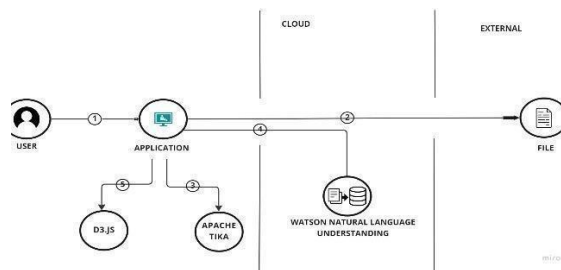 CLOUD
EXTERNAL
1
2
4
USER
APPLICATION
FILE
5
3
D3.JS
APACHE
TIKA
WATSON NATURAL LANGUAGE
UNDERSTANDING
miro